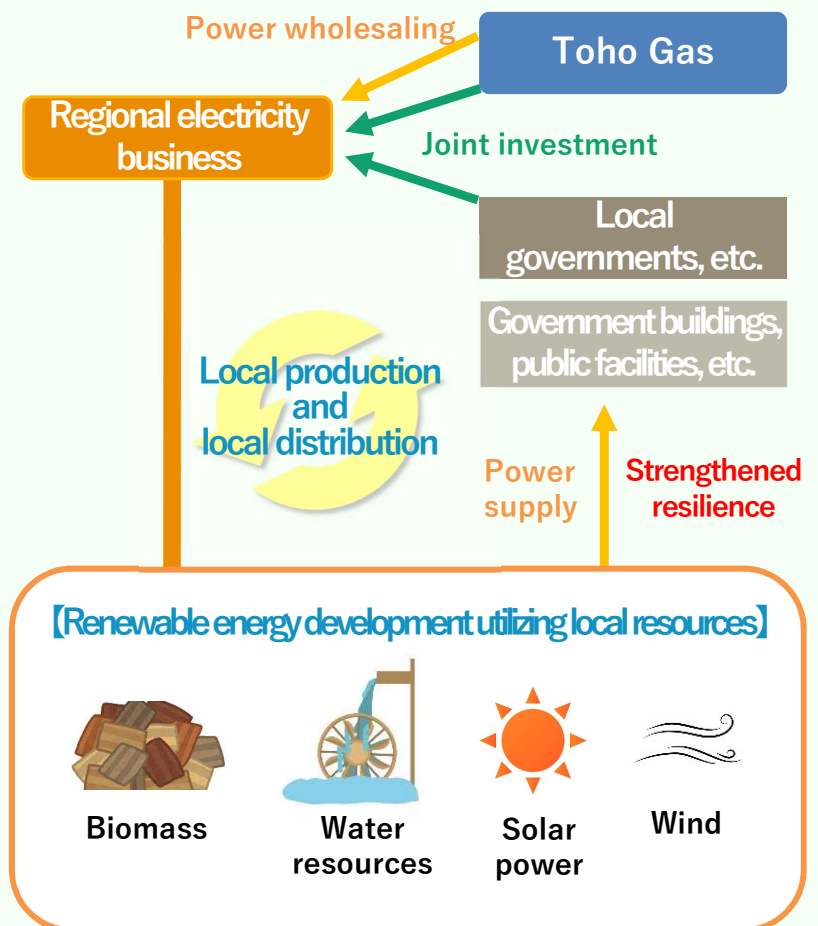 Power wholesaling
Toho Gas
Regional electricity
business
Joint investment
Local
governments, etc.
Government buildings,
public facilities, etc.
Local production
and
local distribution
Power
supply
Strengthened
resilience
【Renewable energy development utilizing local resources】
Biomass
Water
resources
Solar
power
Wind